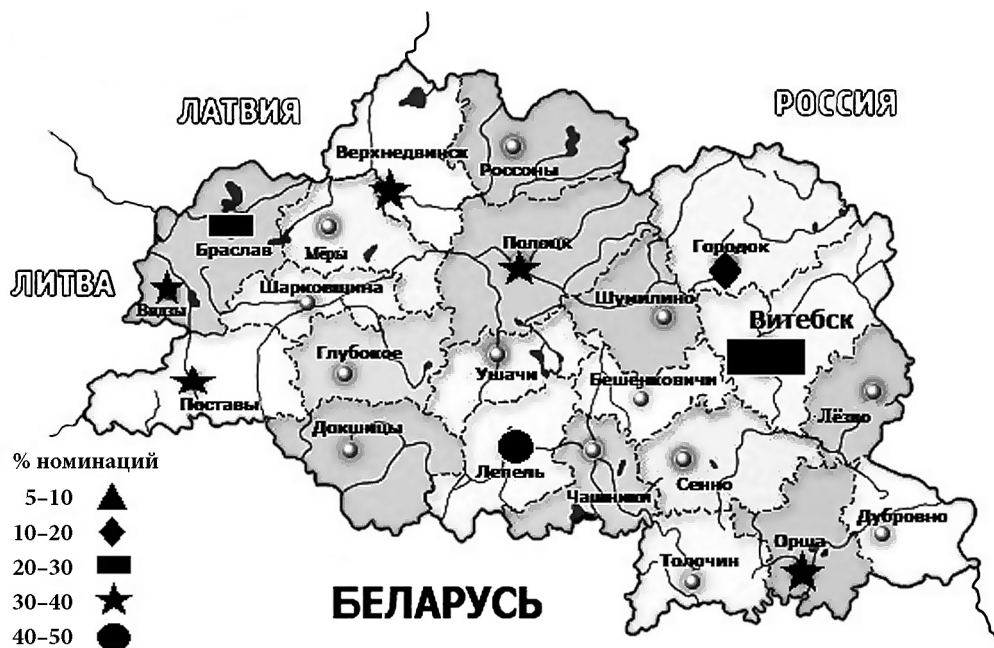 ЛАТВИЯ
РОССИЯ
Верхнедвинск
Россоны
Браслав
Мёры
Полоцк
Городок
ЛИТВА
Видзы
Шарковщина
Шумилино
Витебск
Глубокое
Ушачи
Бешенковичи
Поставы
Лёзно
Докшицы
Лепель
Чашники
Сенно
Дубровно
Орша
Толочин
БЕЛАРУСЬ
% номинаций
5–10
10–20
20–30
30–40
40–50